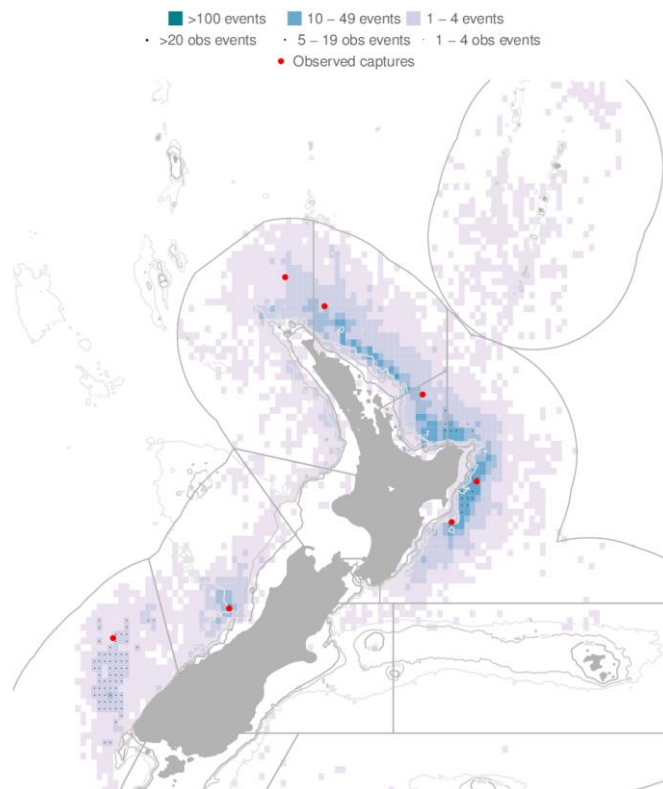 >100 events 10 – 49 events 1 – 4 events
>20 obs events 5 – 19 obs events 1 – 4 obs events
Observed captures